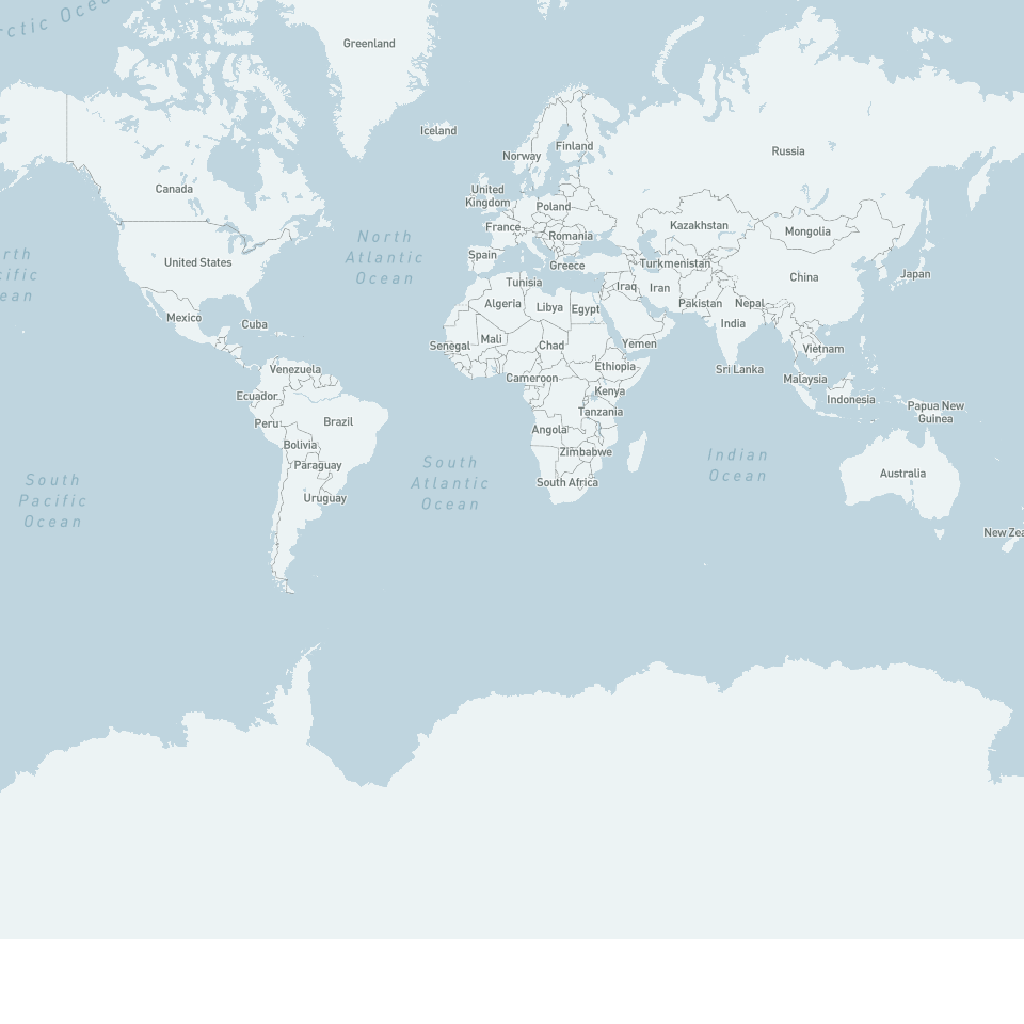 rctic Oce
Greenland
Iceland
Norway
Finland
Russia
Canada
United
Kingdom
Poland
France
Romania
Kazakhstan
Mongolia
North
Atlantic
Ocean
rth
cific
ean
United States
Spain
Greece
Turkmenistan
China
Japan
Tunisia
Algeria
Libya
Egypt
Iraq
Iran
Pakistan
Nepal
India
Mexico
Cuba
Senegal
Mali
Chad
Yemen
Vietnam
Venezuela
Cameroon
Ethiopia
Sri Lanka
Malaysia
Ecuador
Kenya
Indonesia
Papua New
Guinea
Peru
Brazil
Angola
Tanzania
Bolivia
Zimbabwe
Paraguay
South Africa
Australia
Uruguay
South
Pacific
Ocean
South
Atlantic
Ocean
Indian
Ocean
New Zea